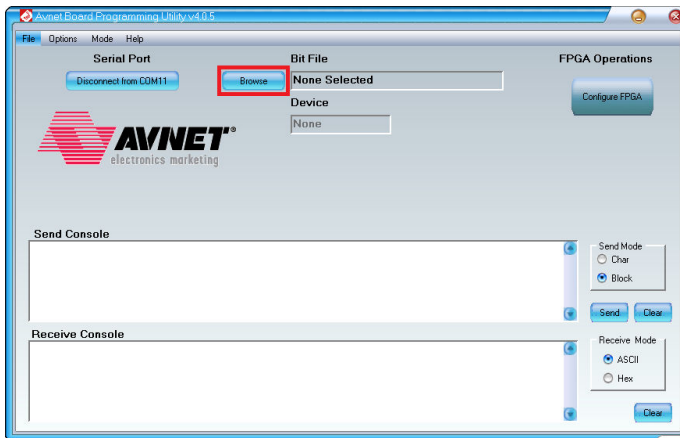 Avnet Board Programming Utility v4.0.5
File Options Mode Help
Serial Port
Bit File
FPGA Operations
Disconnect from COM11
Browse
None Selected
Configure FPGA
Device
None
AVNET®
electronics marketing
Send Console
Send Mode
Char
Block
Send
Clear
Receive Console
Receive Mode
ASCII
Hex
Clear